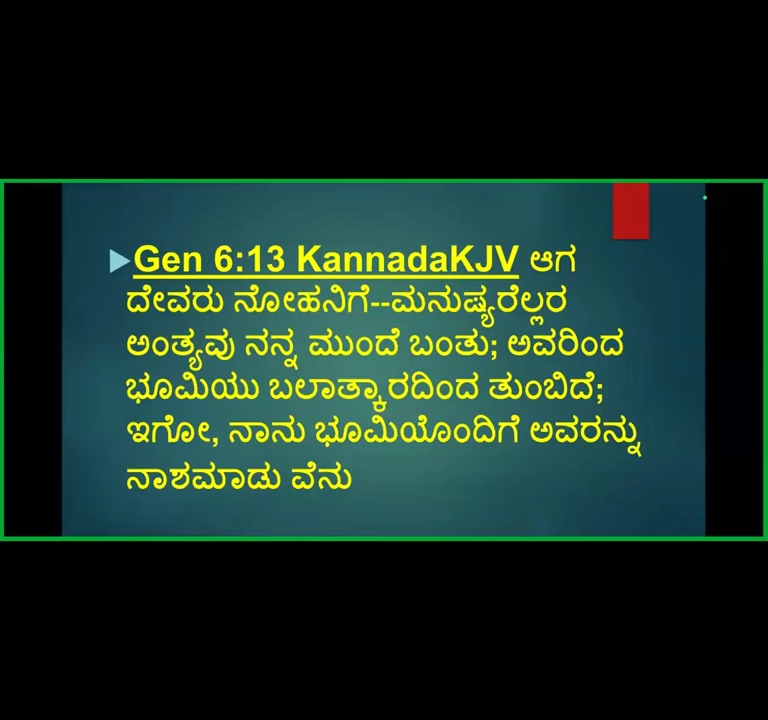 Gen 6:13 KannadaKJV ಆಗ
ದೇವರು ನೋಹನಿಗೆ--ಮನುಷ್ಯರೆಲ್ಲರ
ಅಂತ್ಯವು ನನ್ನ ಮುಂದೆ ಬಂತು; ಅವರಿಂದ
ಭೂಮಿಯು ಬಲಾತ್ಕಾರದಿಂದ ತುಂಬಿದೆ;
ಇಗೋ, ನಾನು ಭೂಮಿಯೊಂದಿಗೆ ಅವರನ್ನು
ನಾಶಮಾಡು ವೆನು